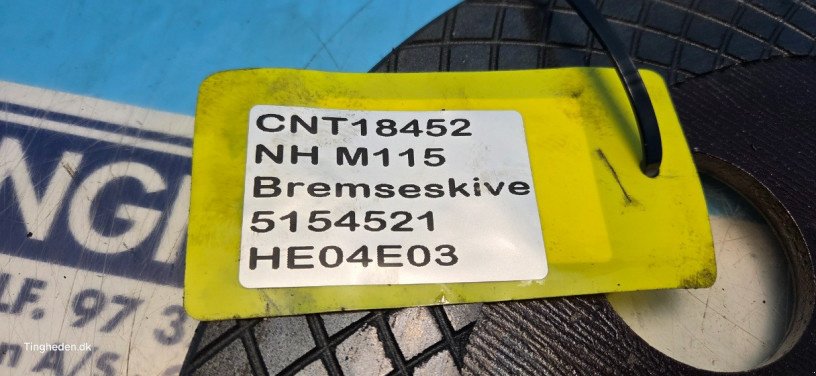 CNT18452
NH M115
Bremseskive
5154521
HE04E03
NG
LF. 97 3
n A/S
Tingheden.dk